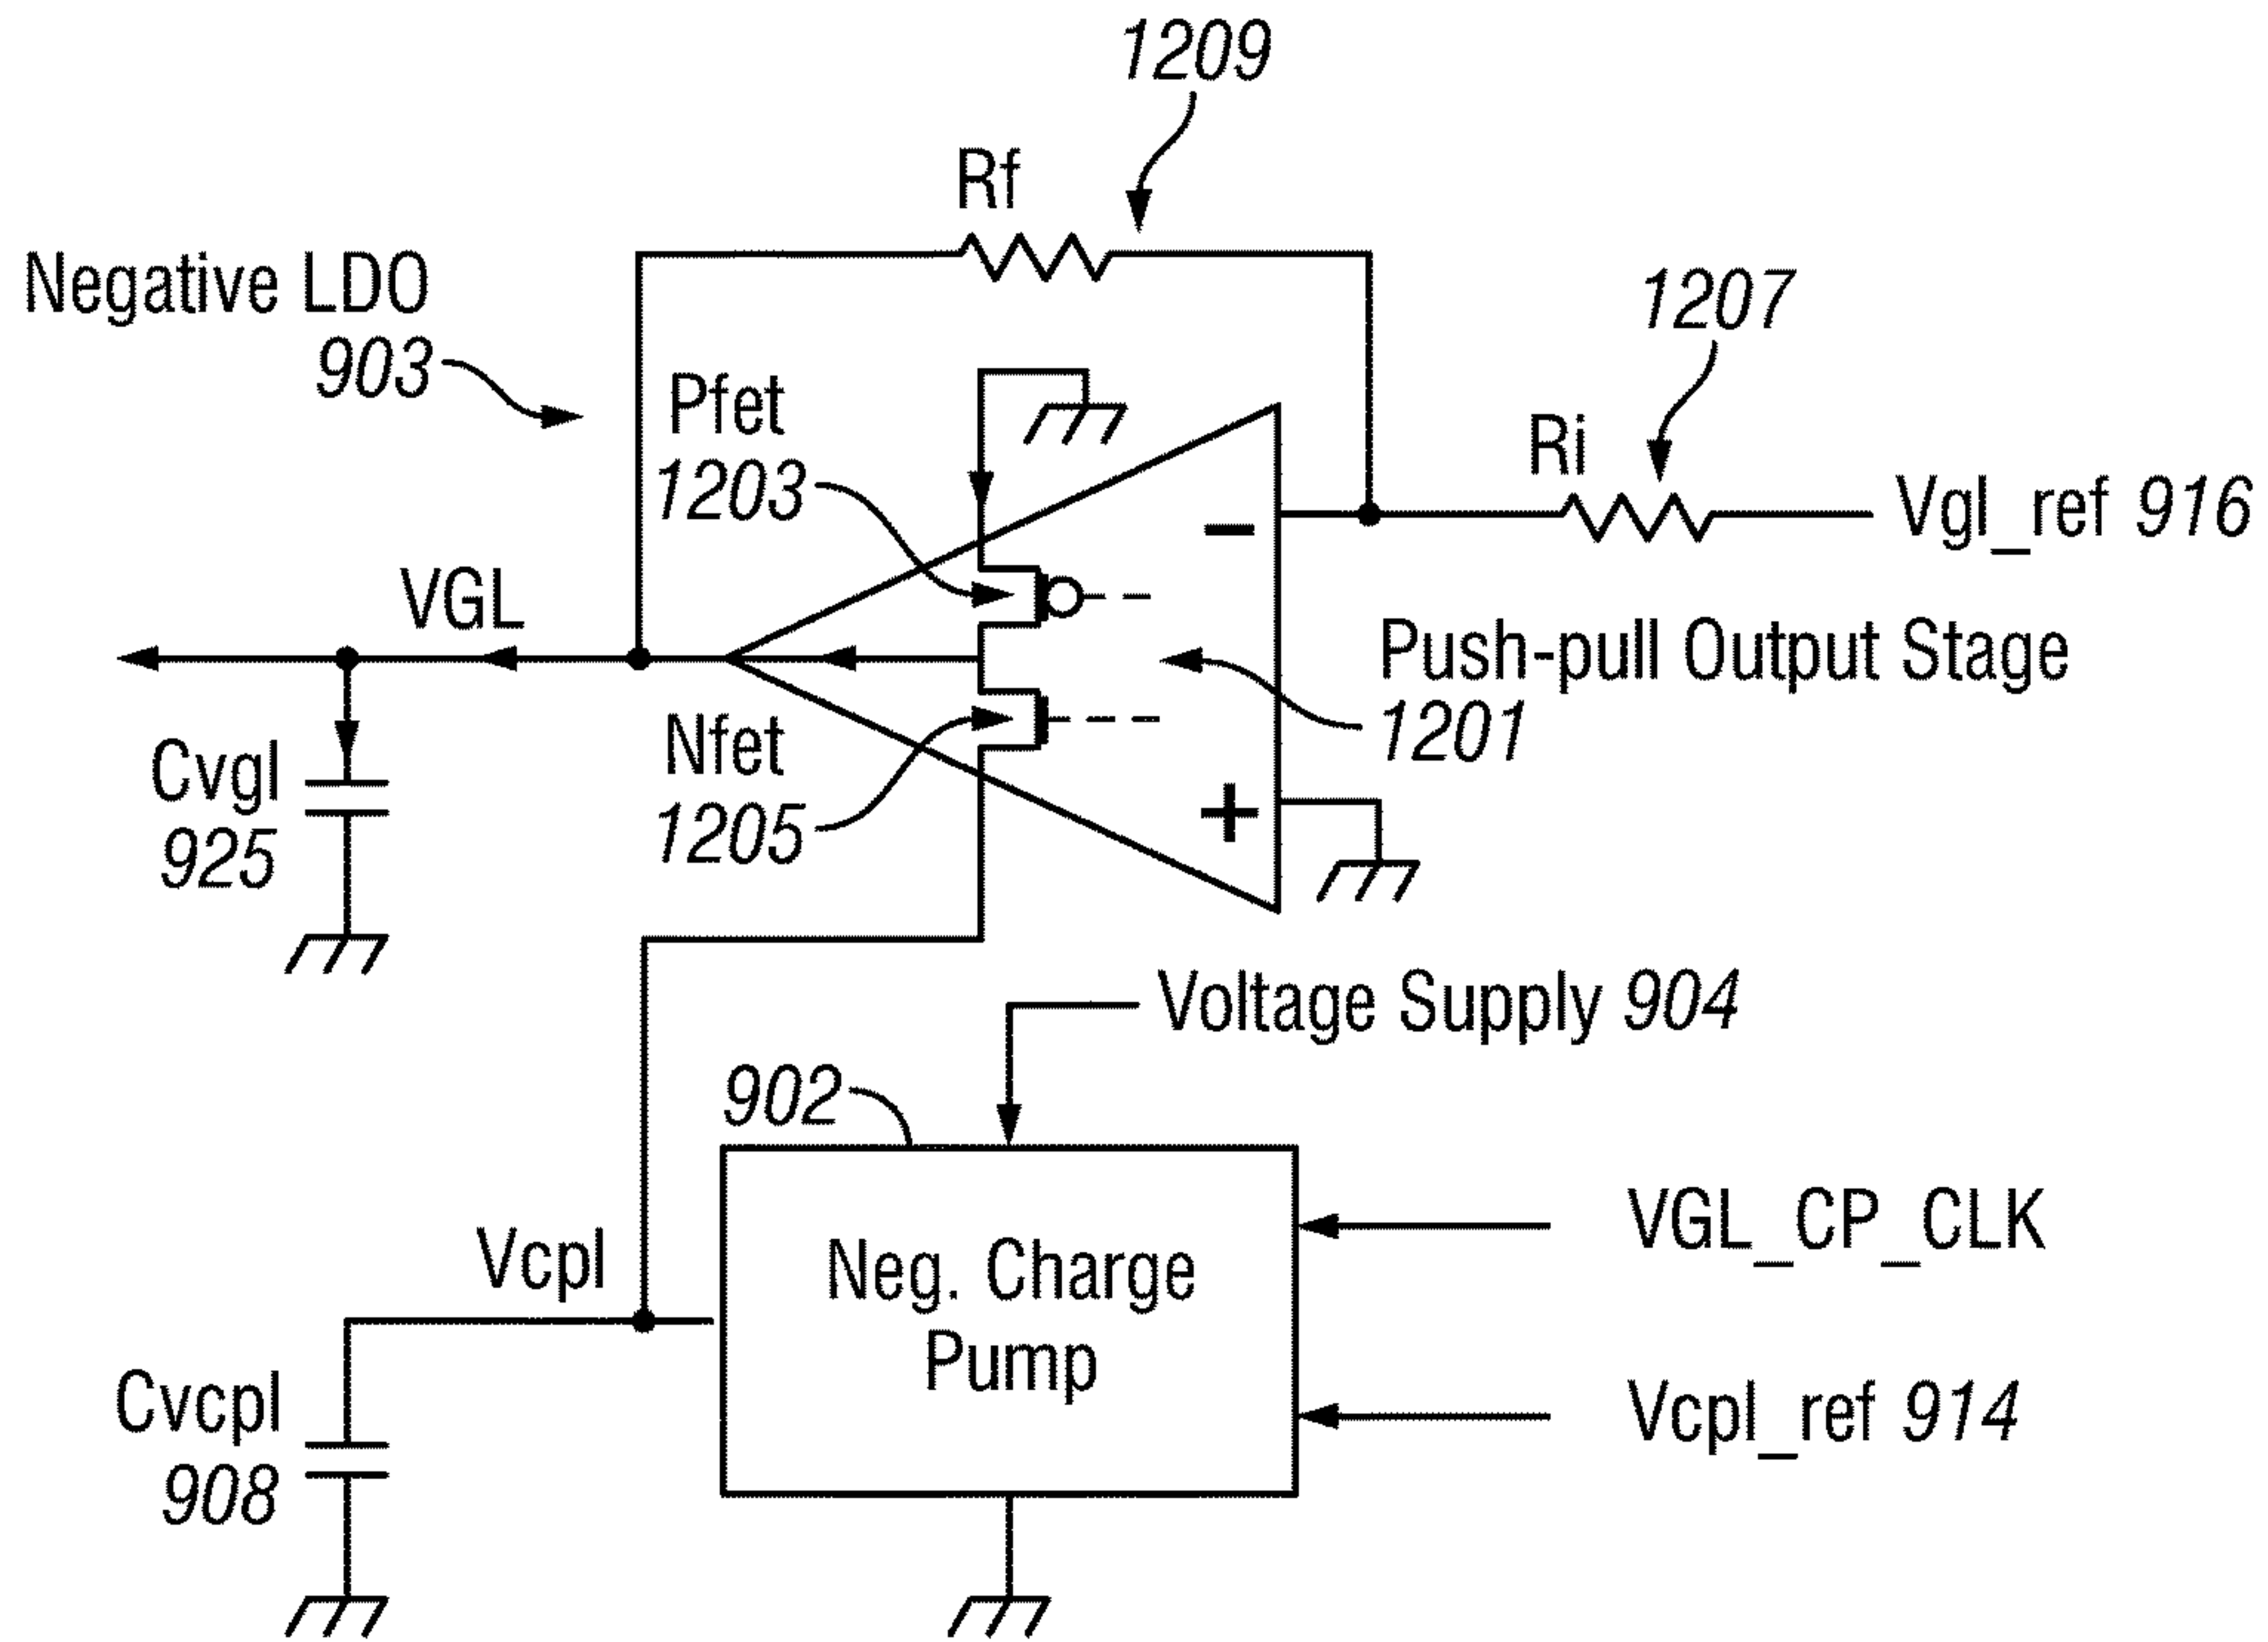 1209
Rf
Negative LDO
903
1207
Pfet
1203
Ri
Vgl_ref 916
-
VGL
Push-pull Output Stage
1201
Nfet
1205
+
Cvgl
925
Voltage Supply 904
902
VGL_CP_CLK
Vcpl
Neg. Charge
Pump
Cvcpl
908
Vcpl_ref 914